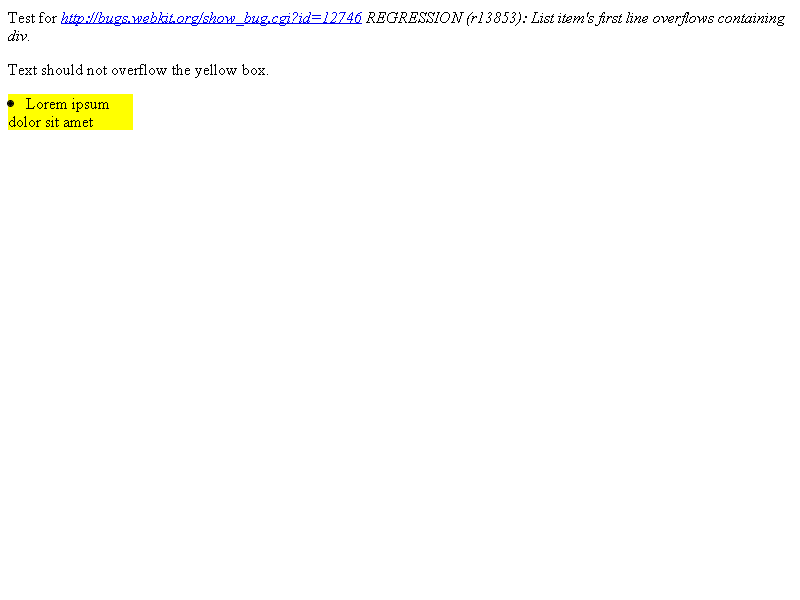 Test for http://bugs.webkit.org/show_bug.cgi?id=12746 REGRESSION (r13853): List item's first line overflows containing
div.
Text should not overflow the yellow box.
• Lorem ipsum
dolor sit amet